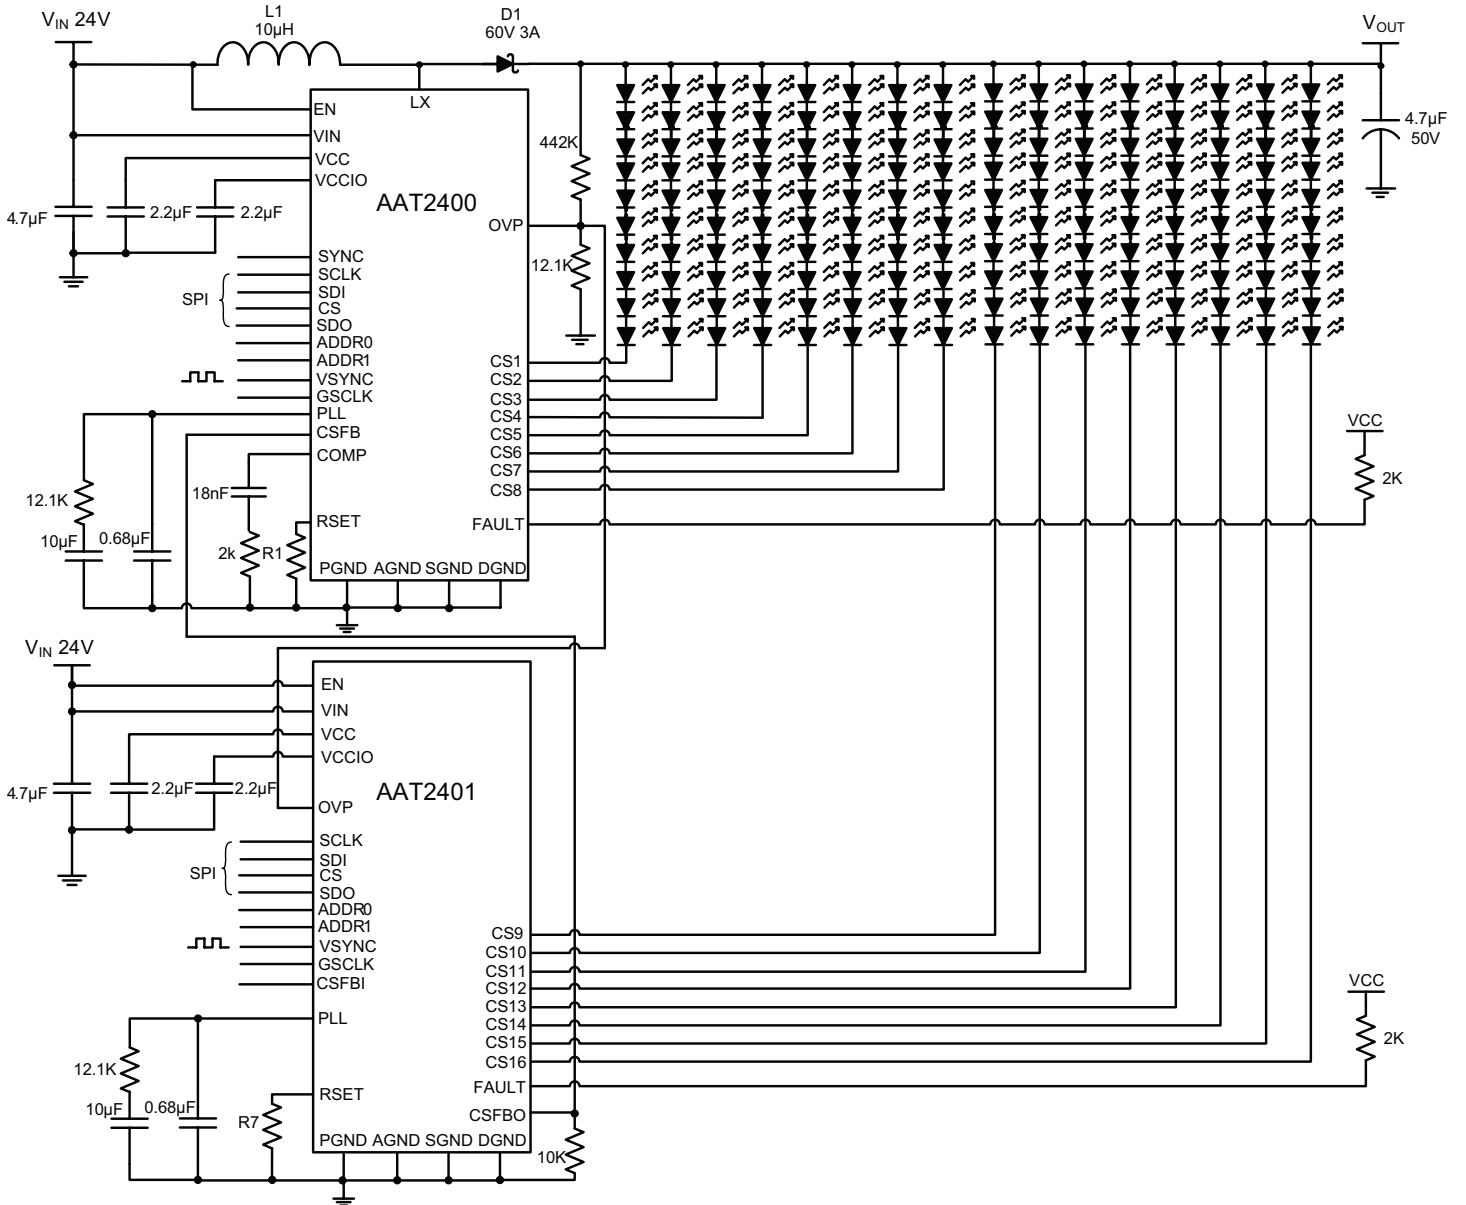 V_IN 24V
L1
10µH
D1
60V 3A
V_OUT
LX
EN
VIN
VCC
VCCIO
4.7µF
2.2µF
2.2µF
AAT2400
442K
OVP
12.1K
4.7µF
50V
SYNC
SCLK
SPI
SDI
CS
SDO
ADDR0
ADDR1
VSYNC
GSCLK
PLL
CSFB
COMP
CS1
CS2
CS3
CS4
CS5
CS6
CS7
CS8
VCC
2K
12.1K
10µF
0.68µF
18nF
2k
R1
RSET
FAULT
PGND
AGND
SGND
DGND
V_IN 24V
EN
VIN
VCC
VCCIO
4.7µF
2.2µF
2.2µF
AAT2401
OVP
SCLK
SPI
SDI
CS
SDO
ADDR0
ADDR1
VSYNC
GSCLK
CSFBI
PLL
CS9
CS10
CS11
CS12
CS13
CS14
CS15
CS16
VCC
2K
12.1K
10µF
0.68µF
R7
RSET
FAULT
CSFBO
10K
PGND
AGND
SGND
DGND